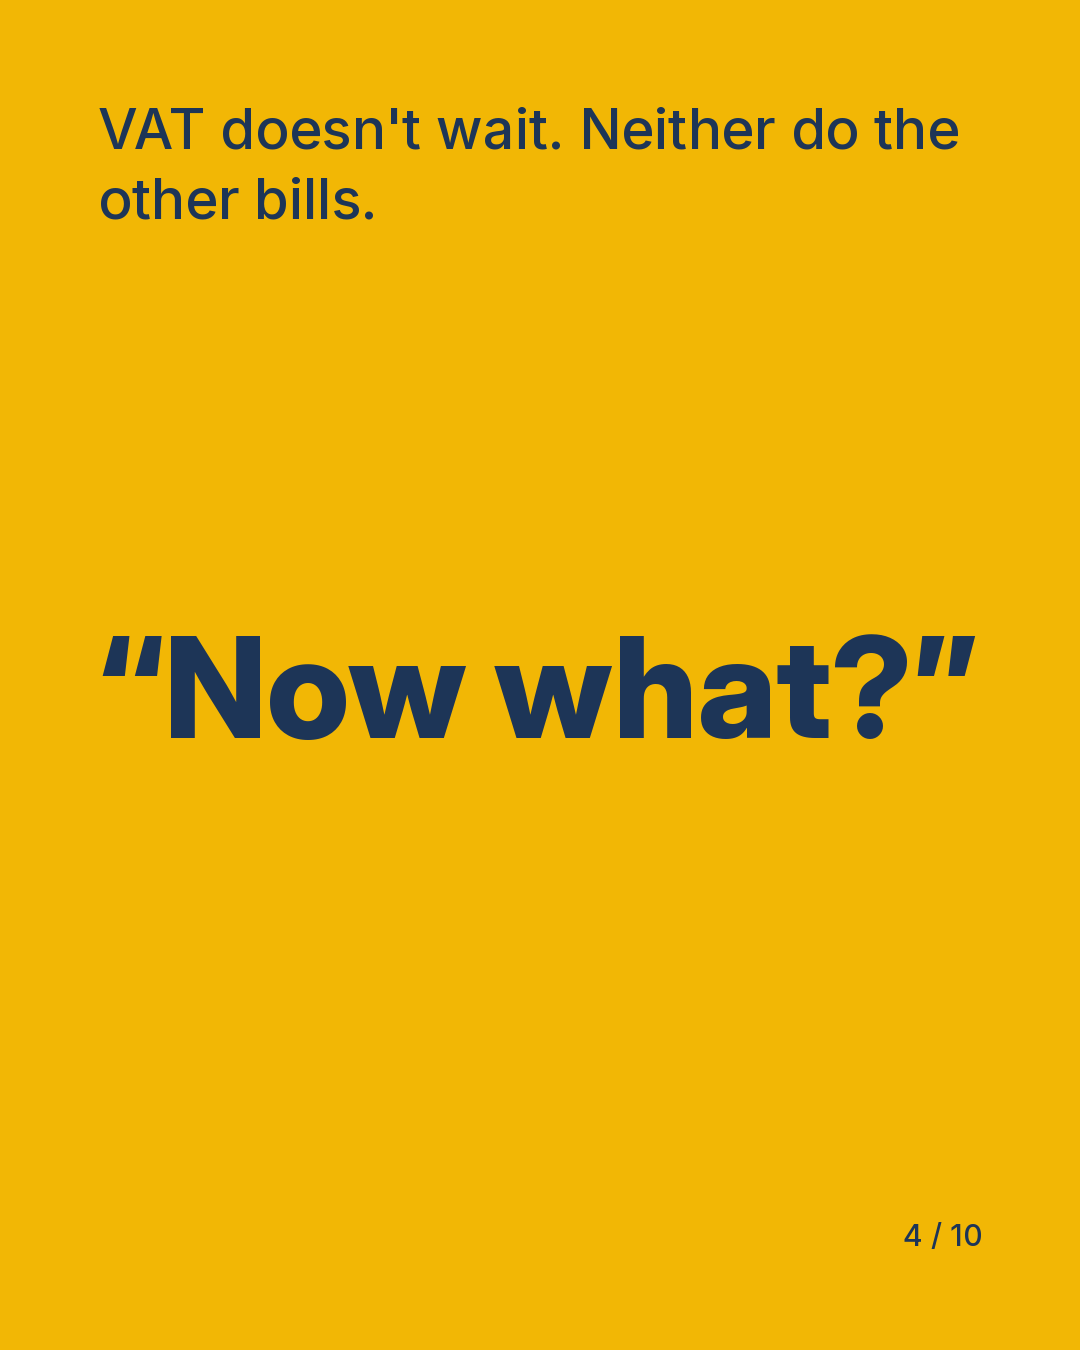 VAT doesn't wait. Neither do the
other bills.
“Now what?”
4 / 10